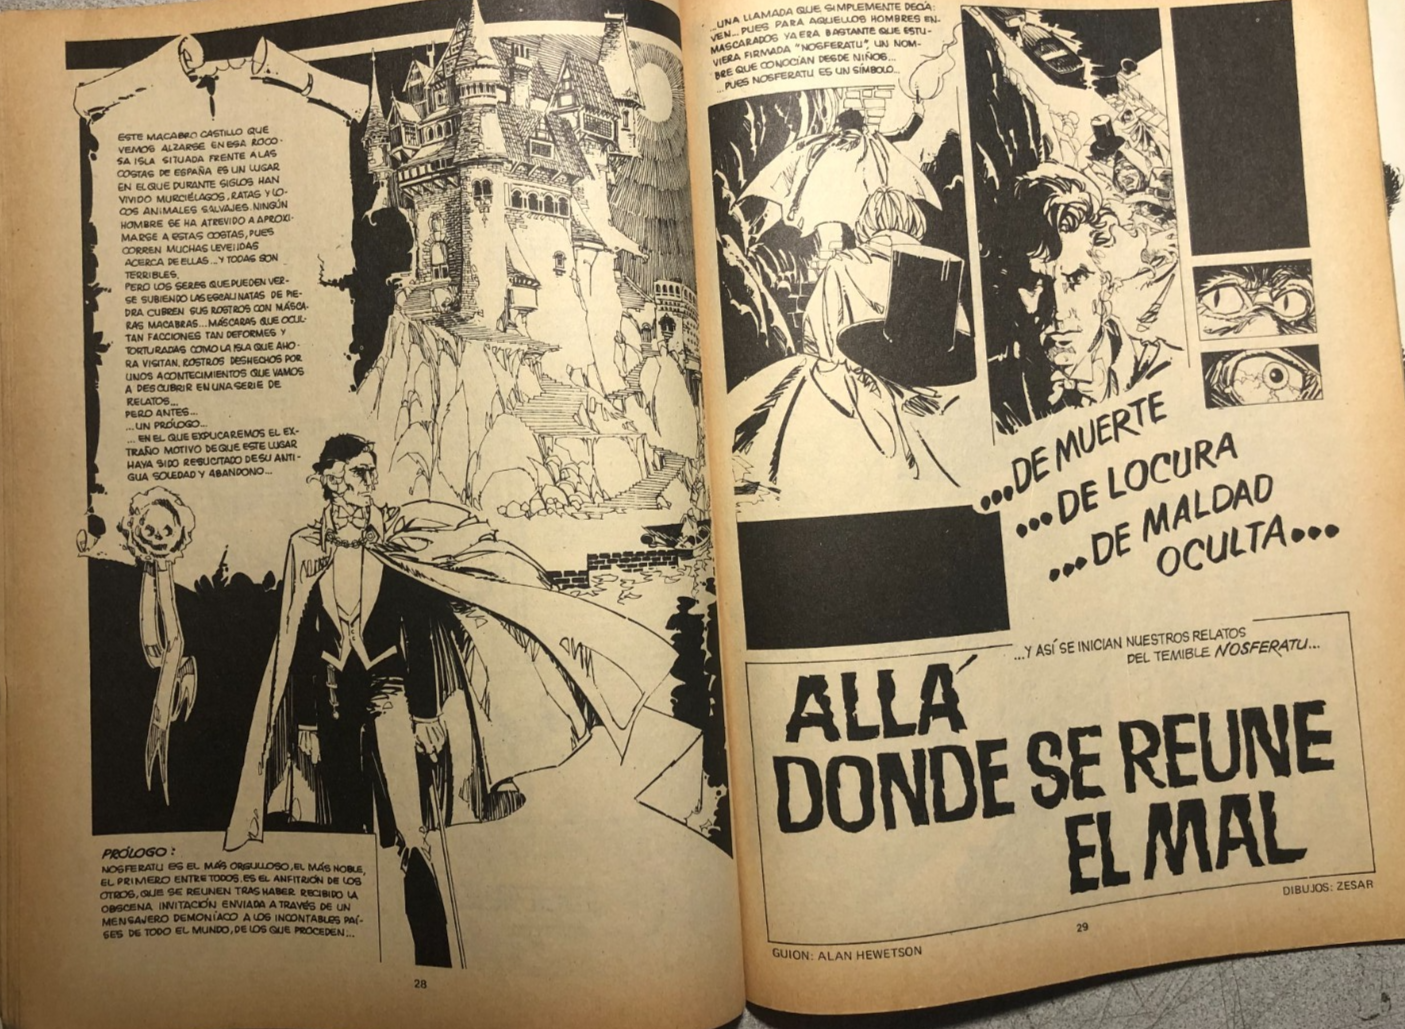 ESTE MACABRO CASTILLO QUE
VEMOS ALZARSE EN ESA ROCO-
SA ISLA SITUADA FRENTE A LAS
COSTAS DE ESPAÑA ES UN LUGAR
EN EL QUE DURANTE SIGLOS HAN
VIVIDO MURCIÉLAGOS, RATAS Y LO-
COS ANIMALES SALVAJES. NINGÚN
HOMBRE SE HA ATREVIDO A APROXI-
MARSE A ESTAS COSTAS, PUES
CORREN MUCHAS LEYENDAS
ACERCA DE ELLAS... Y TODAS SON
TERRIBLES.
PERO LOS SERES QUE PUEDEN VER-
SE SUBIENDO LAS ESCALINATAS DE PIE-
DRA CUBREN SUS ROSTROS CON MÁSCA-
RAS MACABRAS... MÁSCARAS QUE OCUL-
TAN FACCIONES TAN DEFORMES Y
TORTURADAS COMO LA ISLA QUE AHO-
RA VISITAN. ROSTROS DESHECHOS POR
UNOS ACONTECIMIENTOS QUE VAMOS
A DESCUBRIR EN UNA SERIE DE
RELATOS...
PERO ANTES...
...UN PRÓLOGO...
... EN EL QUE EXPLICAREMOS EL EX-
TRAÑO MOTIVO DE QUE ESTE LUGAR
HAYA SIDO RESUCITADO DE SU ANTI-
GUA SOLEDAD Y ABANDONO...
PRÓLOGO:
NOSFERATU ES EL MÁS ORGULLOSO, EL MÁS NOBLE,
EL PRIMERO ENTRE TODOS. ES EL ANFITRIÓN DE LOS
OTROS, QUE SE REUNEN TRAS HABER RECIBIDO LA
OBSCENA INVITACIÓN ENVIADA A TRAVÉS DE UN
MENSAJERO DEMONÍACO A LOS INCONTABLES PAÍ-
SES DE TODO EL MUNDO, DE LOS QUE PROCEDEN...
28
...UNA LLAMADA QUE SIMPLEMENTE DECÍA:
VEN... PUES PARA AQUELLOS HOMBRES EN-
MASCARADOS YA ERA BASTANTE QUE ESTU-
VIERA FIRMADA "NOSFERATU", UN NOM-
BRE QUE CONOCÍAN DESDE NIÑOS...
...PUES NOSFERATU ES UN SÍMBOLO...
...DE MUERTE
...DE LOCURA
...DE MALDAD
OCULTA...
...Y ASÍ SE INICIAN NUESTROS RELATOS
DEL TEMIBLE NOSFERATU...
ALLÁ
DONDE SE REUNE
EL MAL
DIBUJOS: ZESAR
29
GUION: ALAN HEWETSON